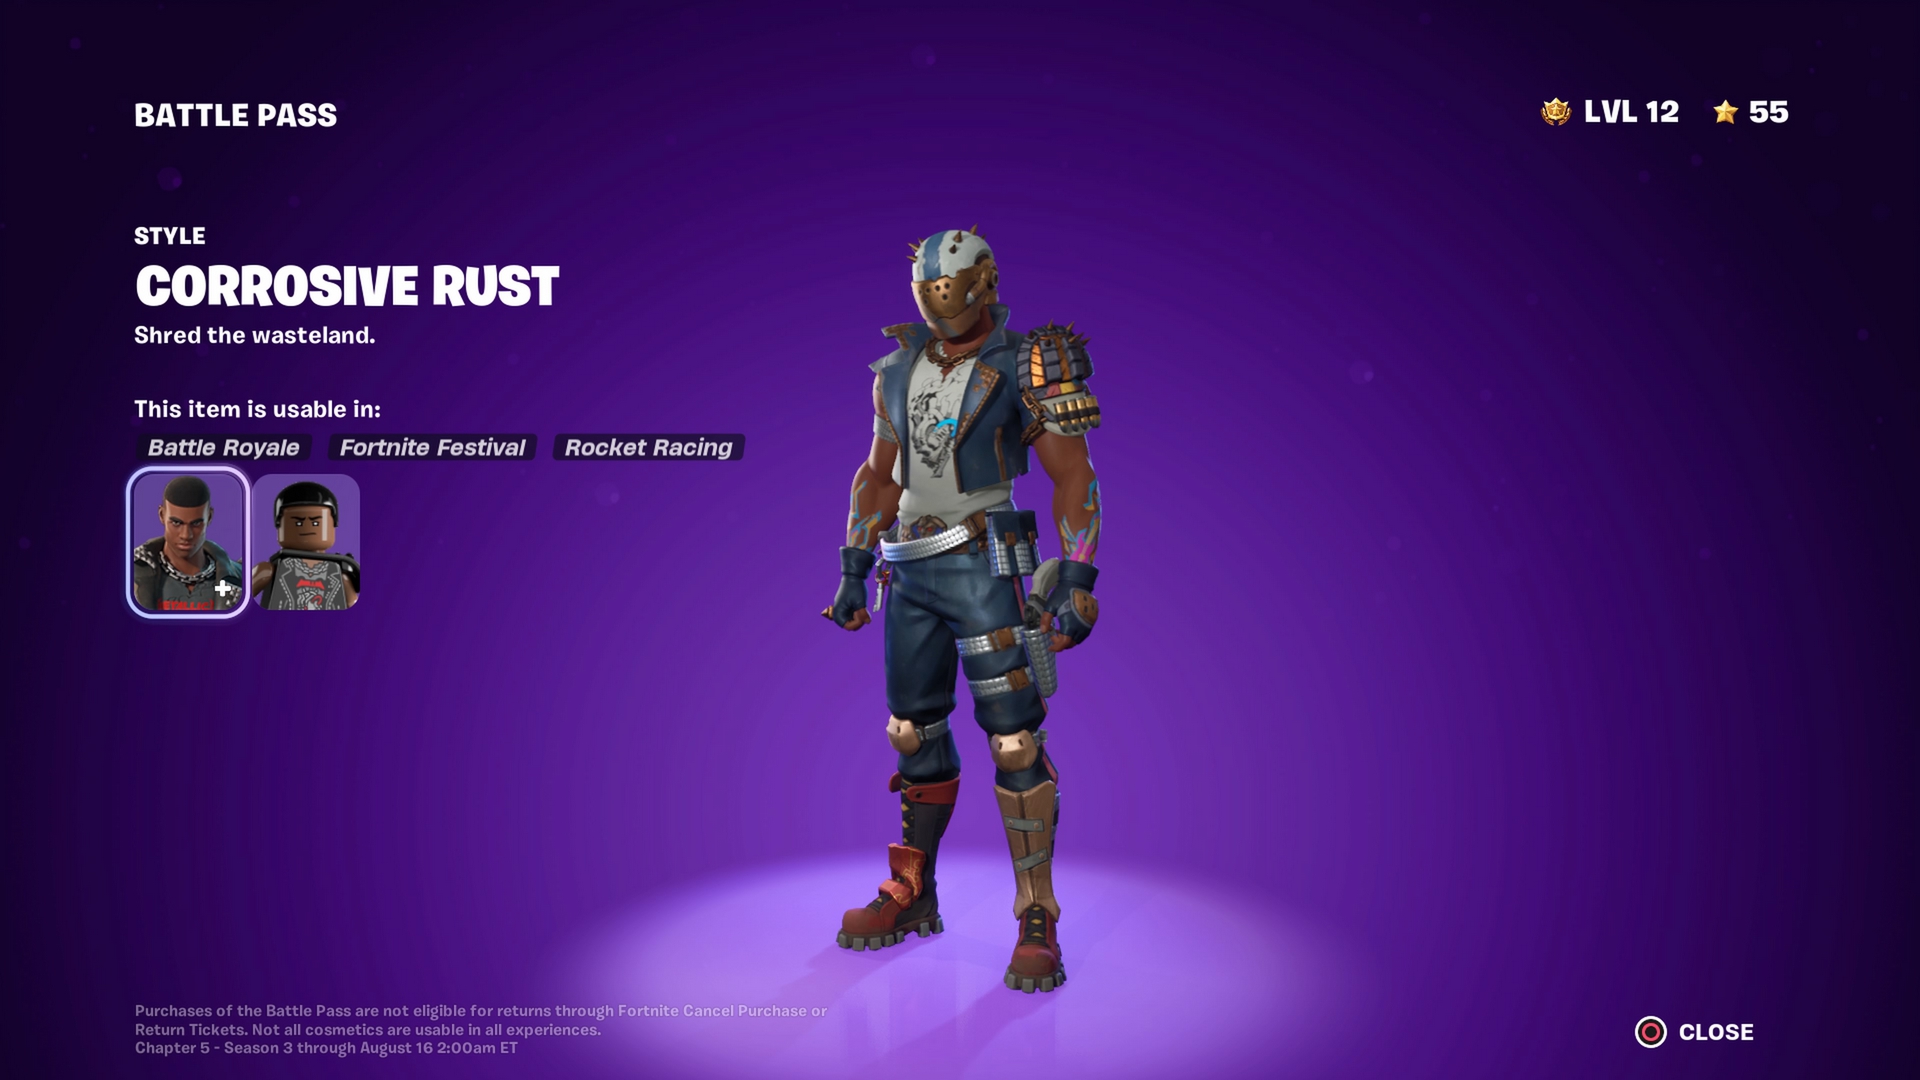 BATTLE PASS
LVL 12
55
STYLE
CORROSIVE RUST
Shred the wasteland.
This item is usable in:
Battle Royale
Fortnite Festival
Rocket Racing
Purchases of the Battle Pass are not eligible for returns through Fortnite Cancel Purchase or
Return Tickets. Not all cosmetics are usable in all experiences.
Chapter 5 - Season 3 through August 16 2:00am ET
CLOSE